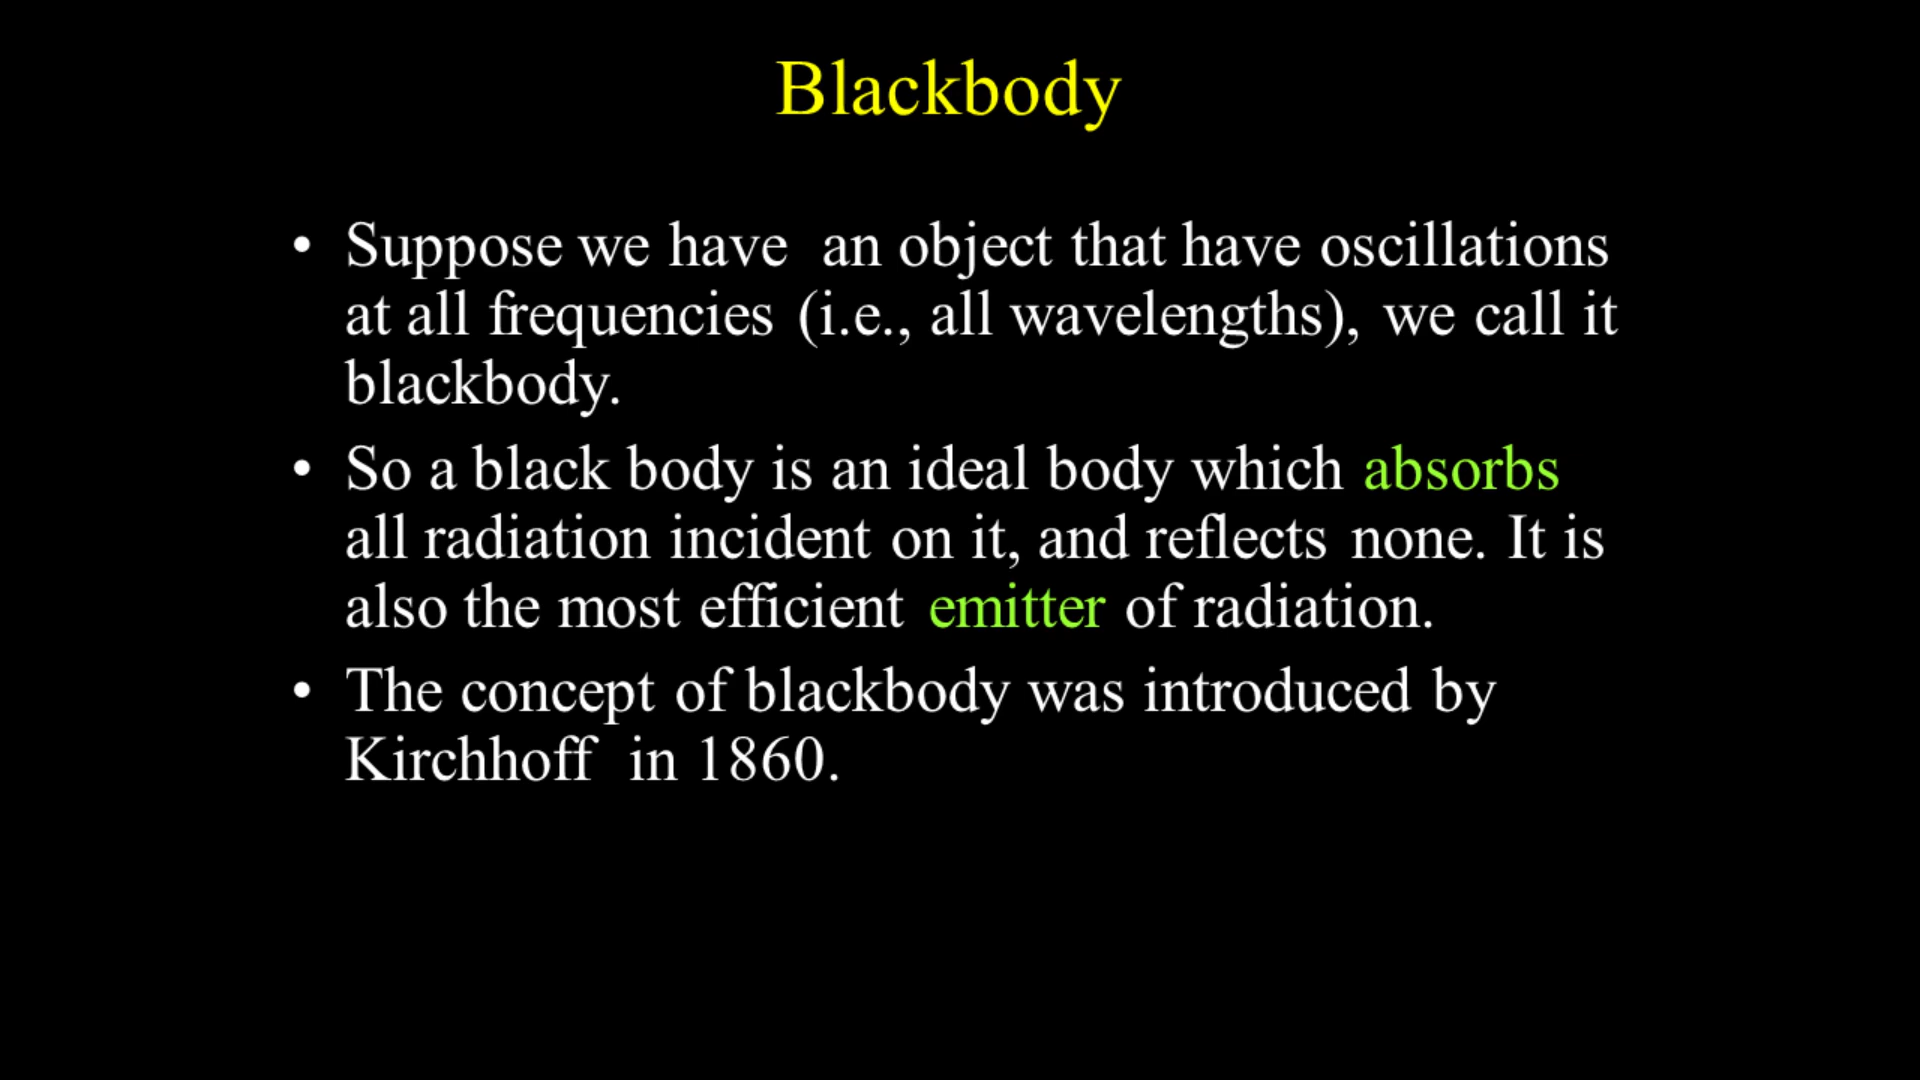 Blackbody
• Suppose we have  an object that have oscillations
at all frequencies (i.e., all wavelengths), we call it
blackbody.
• So a black body is an ideal body which absorbs
all radiation incident on it, and reflects none. It is
also the most efficient emitter of radiation.
• The concept of blackbody was introduced by
Kirchhoff  in 1860.